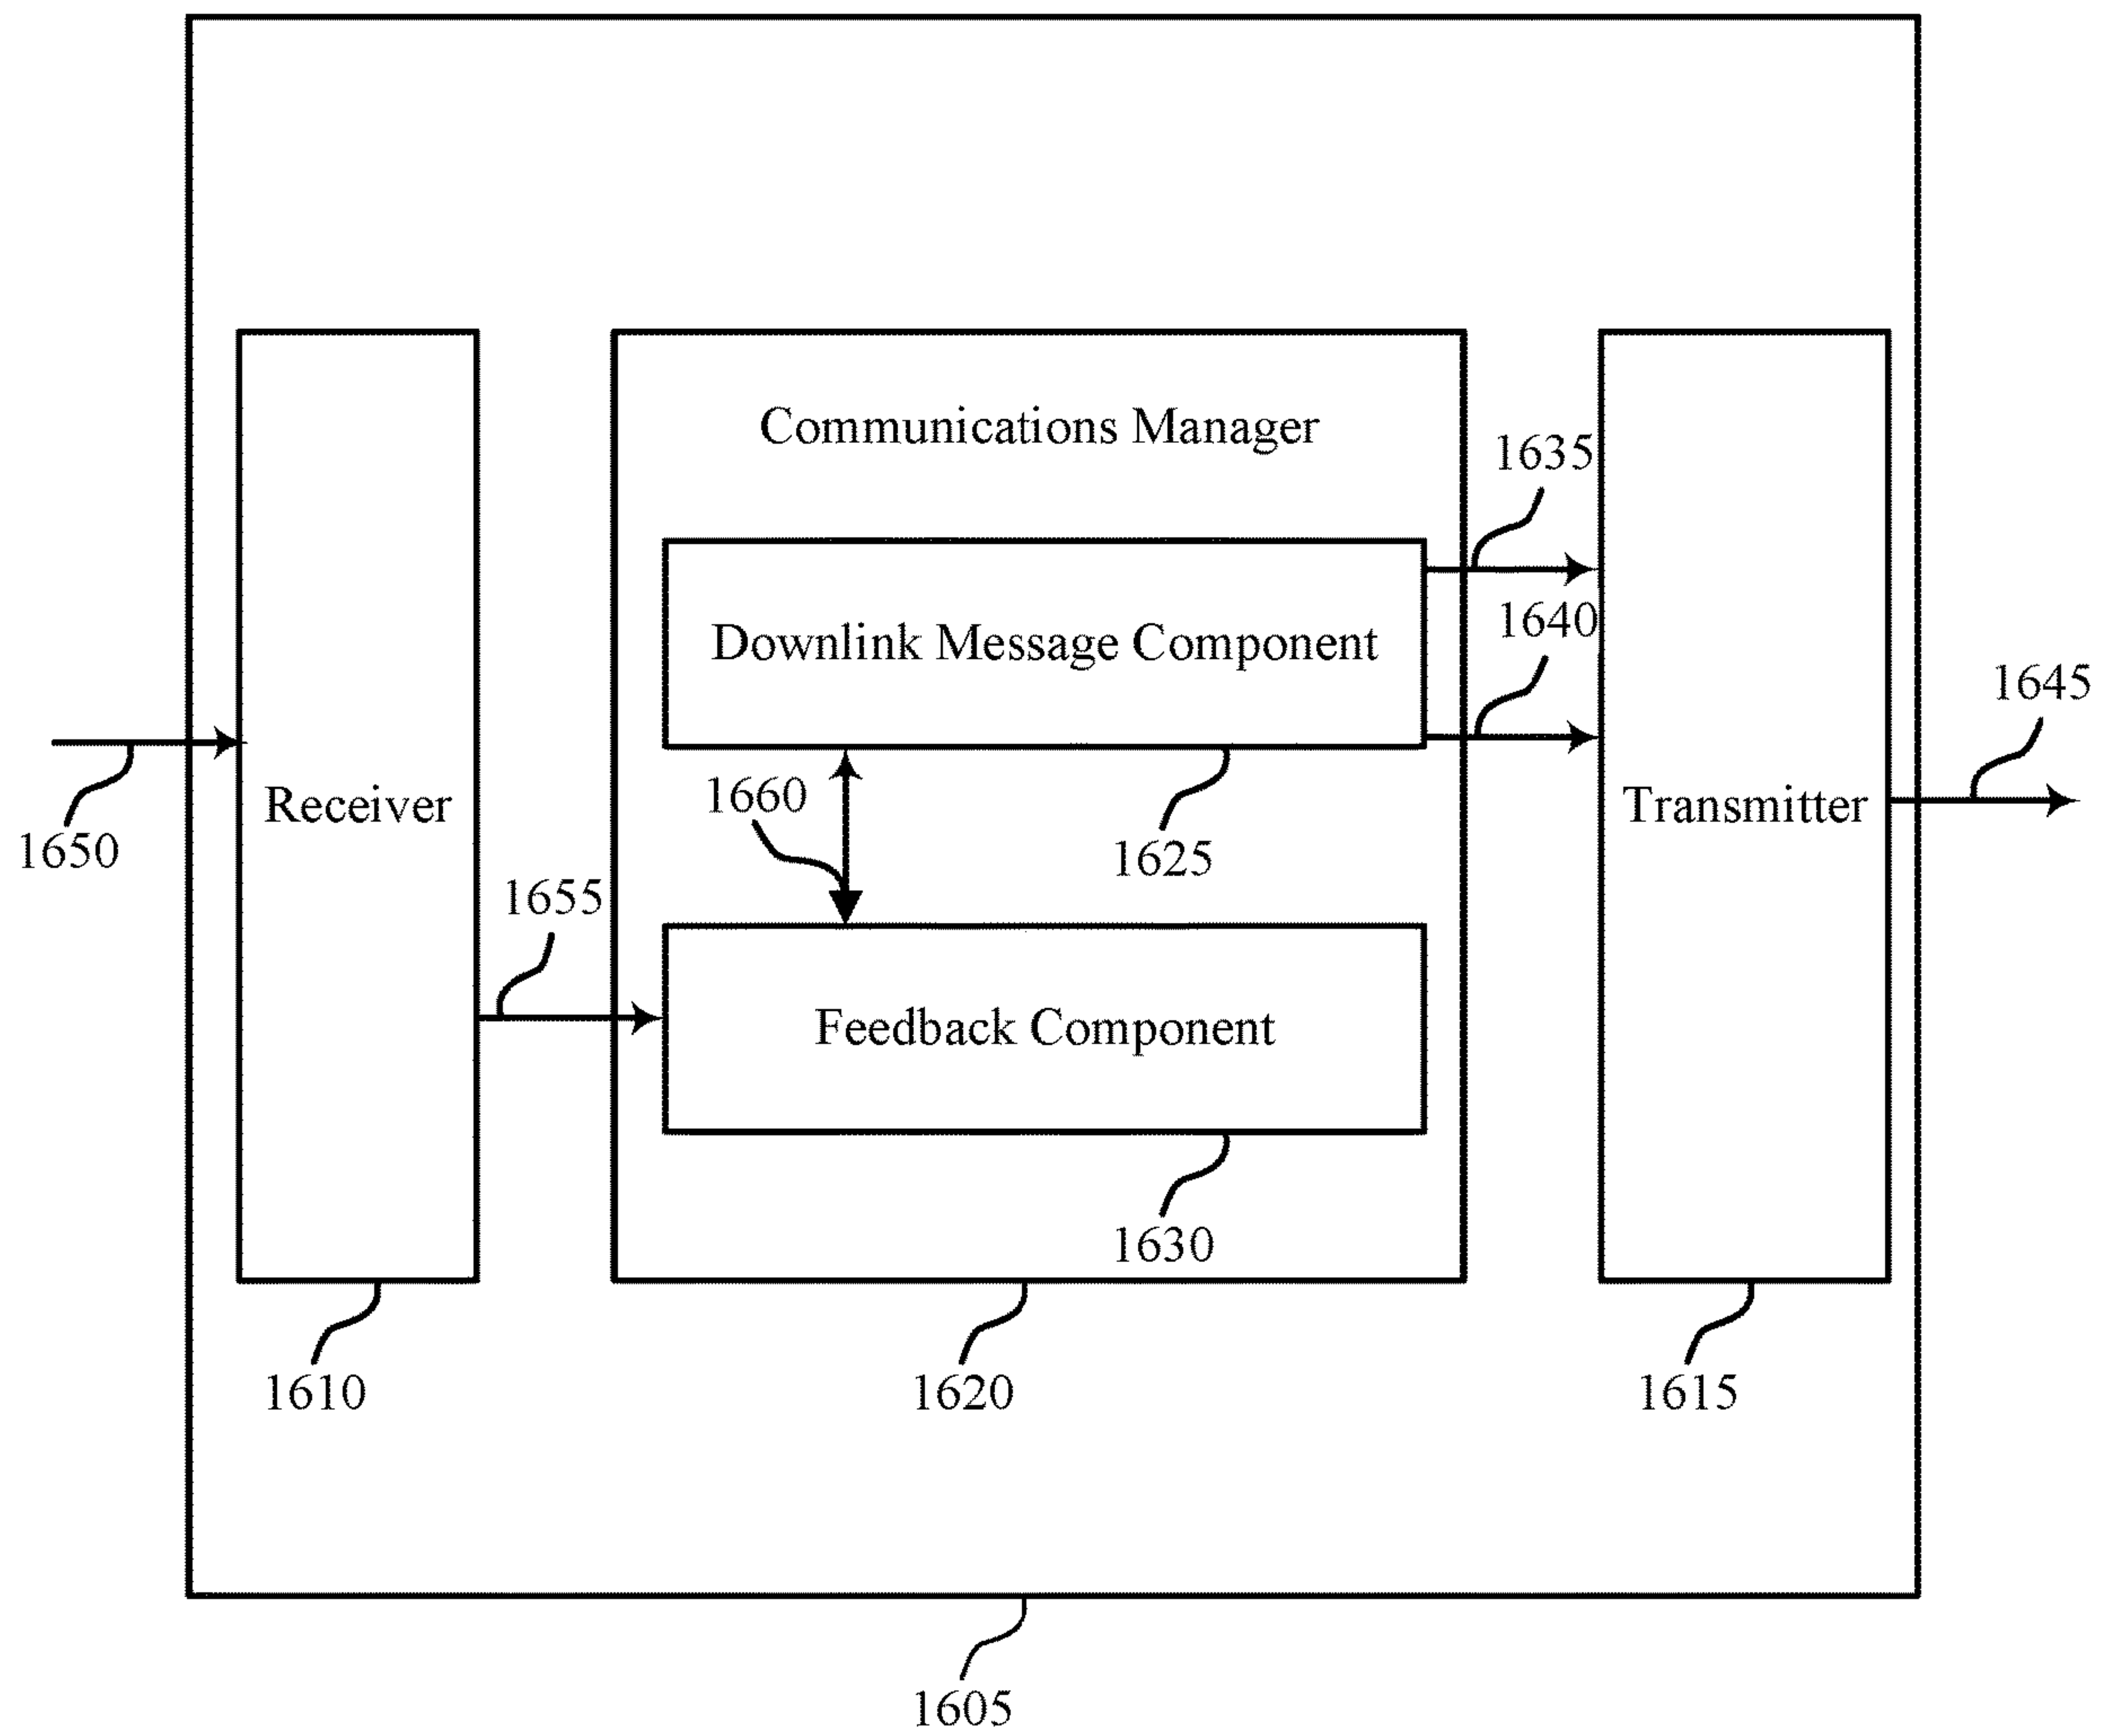 Communications Manager
1635
1640
Downlink Message Component
1645
1660
Receiver
Transmitter
1650
1625
1655
Feedback Component
1630
1610
1620
1615
1605